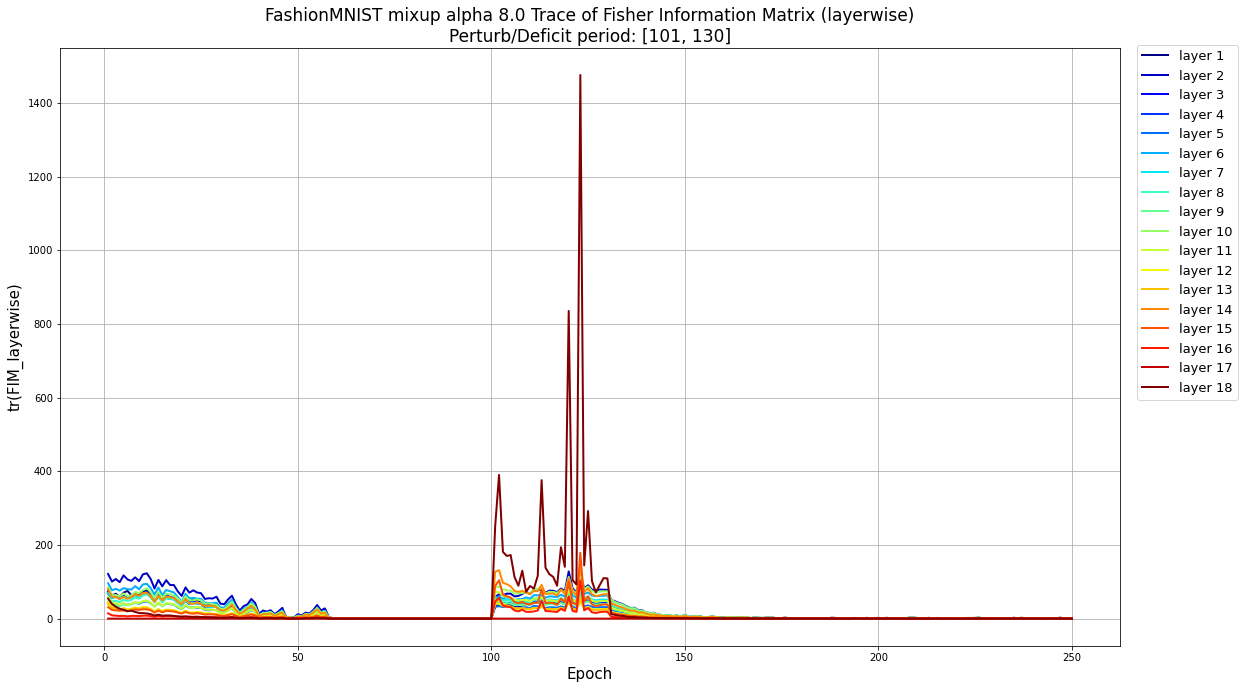 FashionMNIST mixup alpha 8.0 Trace of Fisher Information Matrix (layerwise)
Perturb/Deficit period: [101, 130]
tr(FIM_layerwise)
1400
1200
1000
800
600
400
200
0
0
50
100
150
200
250
Epoch
layer 1
layer 2
layer 3
layer 4
layer 5
layer 6
layer 7
layer 8
layer 9
layer 10
layer 11
layer 12
layer 13
layer 14
layer 15
layer 16
layer 17
layer 18